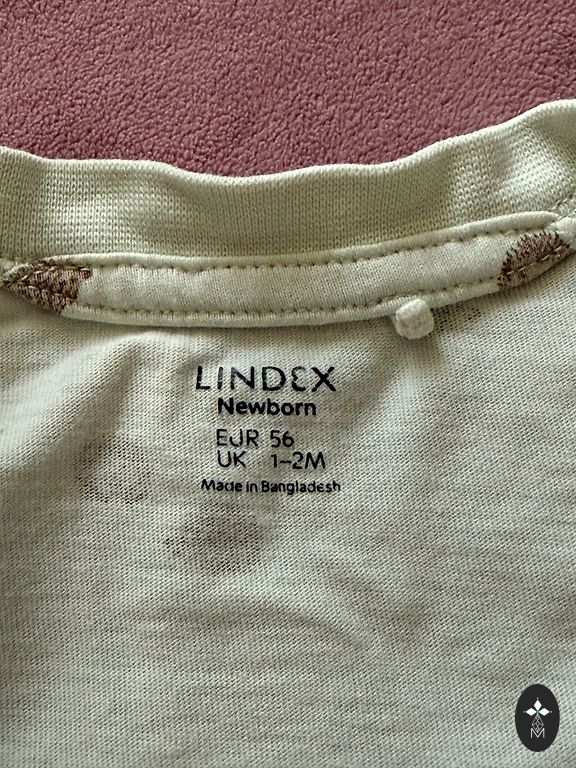 LINDEX
Newborn
EUR 56
UK 1–2M
Made in Bangladesh
M